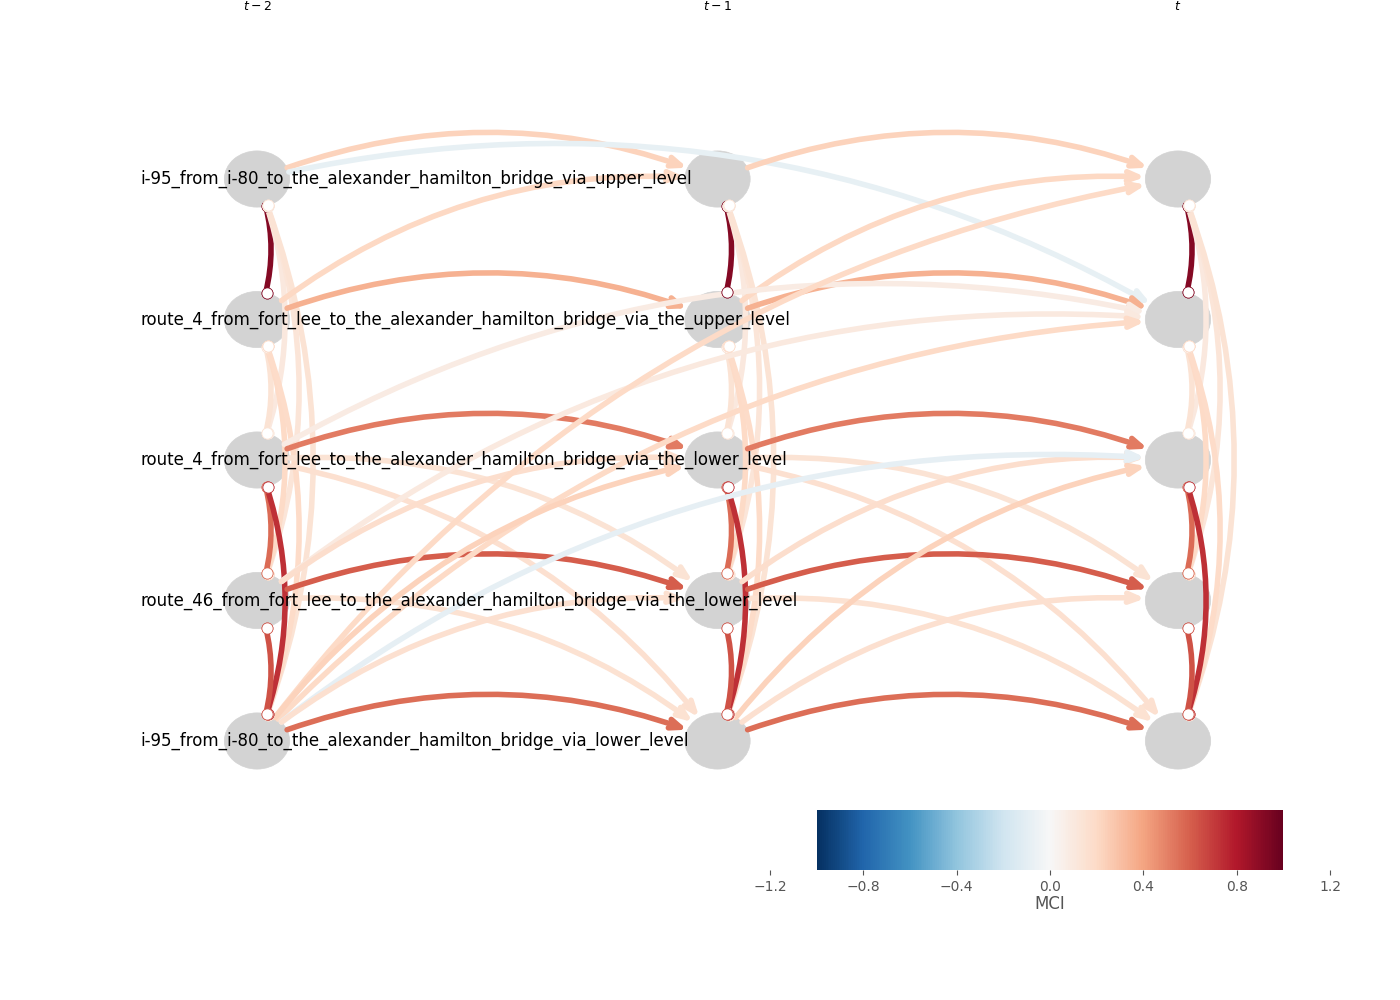 t − 2 t − 1 t
i-95_from_i-80_to_the_alexander_hamilton_bridge_via_upper_level
route_4_from_fort_lee_to_the_alexander_hamilton_bridge_via_the_upper_level
route_4_from_fort_lee_to_the_alexander_hamilton_bridge_via_the_lower_level
route_46_from_fort_lee_to_the_alexander_hamilton_bridge_via_the_lower_level
i-95_from_i-80_to_the_alexander_hamilton_bridge_via_lower_level
−1.2 −0.8 −0.4 0.0 0.4 0.8 1.2
MCI